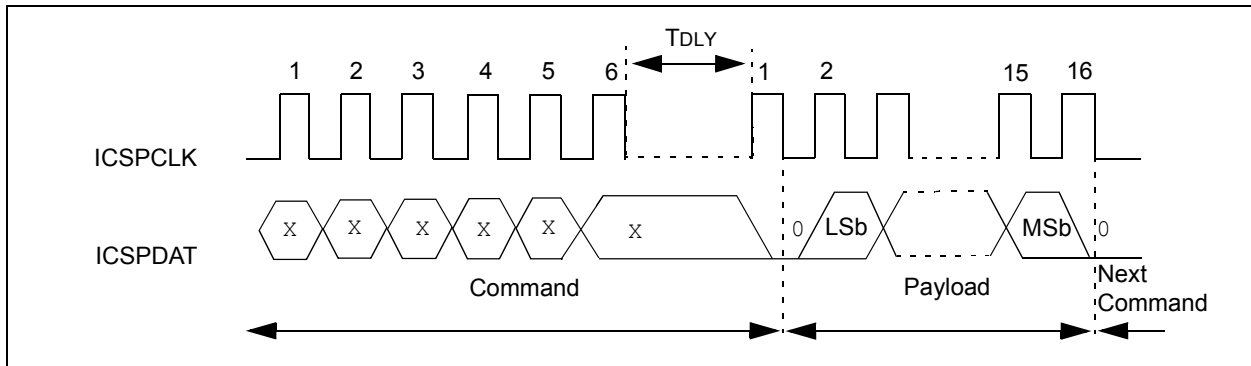 TDLY
1 2 3 4 5 6 1 2 15 16
ICSPCLK
X X X X X X 0 LSb MSb 0
ICSPDAT
Command Payload Next
Command